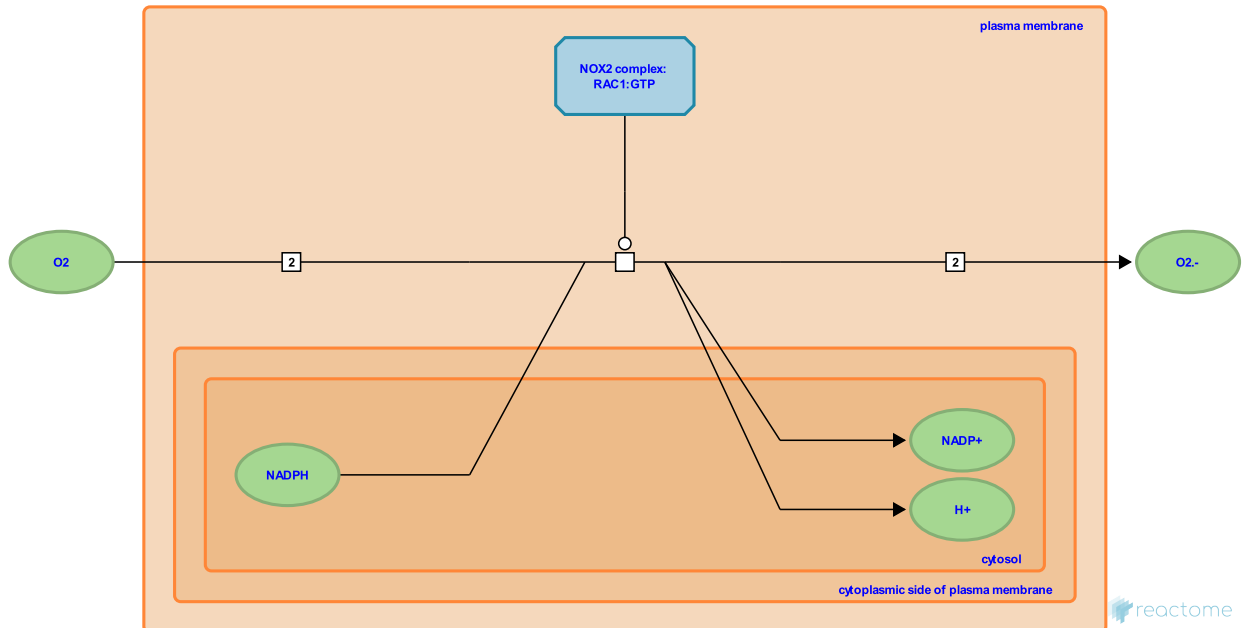 plasma membrane
NOX2 complex:
RAC1:GTP
O2
2
2
O2.-
NADPH
NADP+
H+
cytosol
cytoplasmic side of plasma membrane
reactome